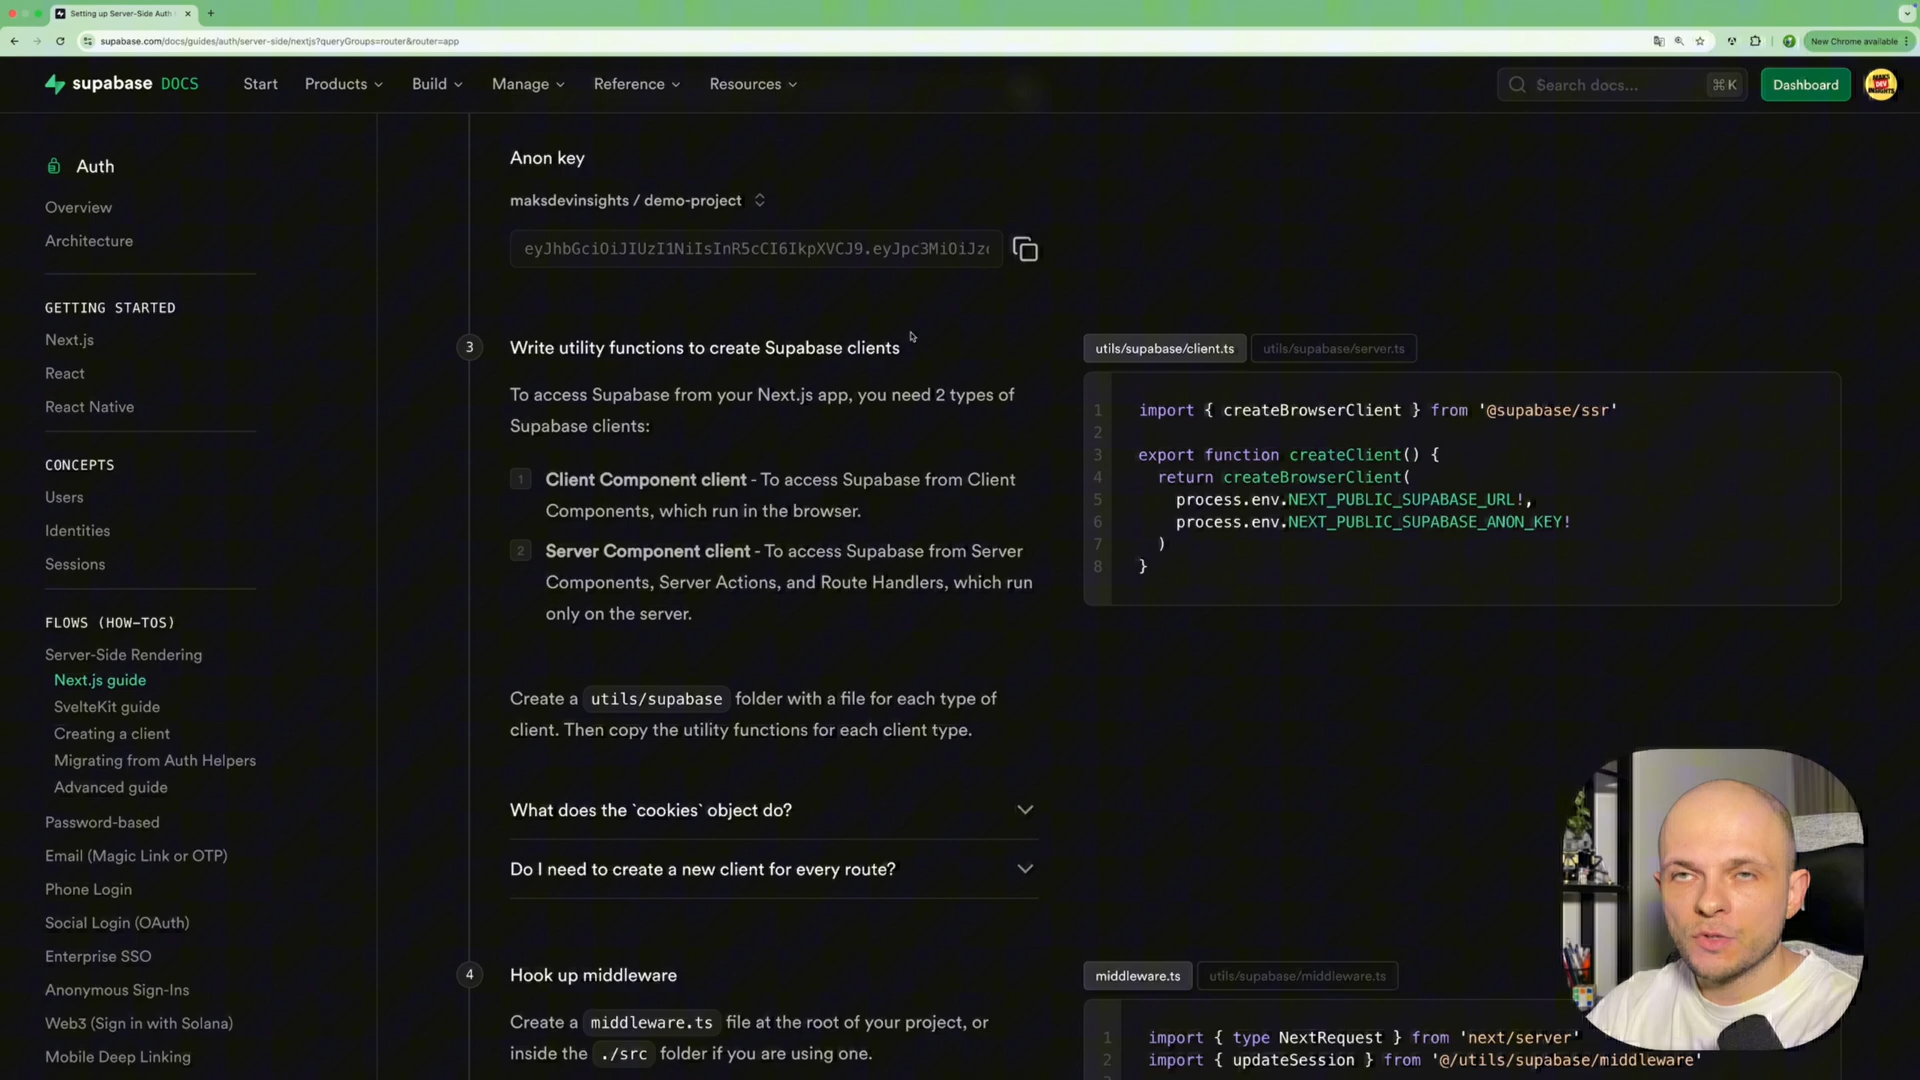 Setting up Server-Side Auth
supabase.com/docs/guides/auth/server-side/nextjs?queryGroups=router&router=app
New Chrome available
supabase DOCS
Start
Products
Build
Manage
Reference
Resources
Search docs...
⌘K
Dashboard
MAKS
DEV
INSIGHTS
Auth
Overview
Architecture
GETTING STARTED
Next.js
React
React Native
CONCEPTS
Users
Identities
Sessions
FLOWS (HOW-TOS)
Server-Side Rendering
Next.js guide
SvelteKit guide
Creating a client
Migrating from Auth Helpers
Advanced guide
Password-based
Email (Magic Link or OTP)
Phone Login
Social Login (OAuth)
Enterprise SSO
Anonymous Sign-Ins
Web3 (Sign in with Solana)
Mobile Deep Linking
Anon key
maksdevinsights / demo-project
eyJhbGciOiJIUzI1NiIsInR5cCI6IkpXVCJ9.eyJpc3MiOiJz
3
Write utility functions to create Supabase clients
To access Supabase from your Next.js app, you need 2 types of
Supabase clients:
1 Client Component client - To access Supabase from Client
Components, which run in the browser.
2 Server Component client - To access Supabase from Server
Components, Server Actions, and Route Handlers, which run
only on the server.
Create a utils/supabase folder with a file for each type of
client. Then copy the utility functions for each client type.
What does the `cookies` object do?
Do I need to create a new client for every route?
4
Hook up middleware
Create a middleware.ts file at the root of your project, or
inside the ./src folder if you are using one.
utils/supabase/client.ts
utils/supabase/server.ts
1 import { createBrowserClient } from '@supabase/ssr'
2
3 export function createClient() {
4 return createBrowserClient(
5 process.env.NEXT_PUBLIC_SUPABASE_URL!,
6 process.env.NEXT_PUBLIC_SUPABASE_ANON_KEY!
7 )
8 }
middleware.ts
utils/supabase/middleware.ts
1 import { type NextRequest } from 'next/server'
2 import { updateSession } from '@/utils/supabase/middleware'